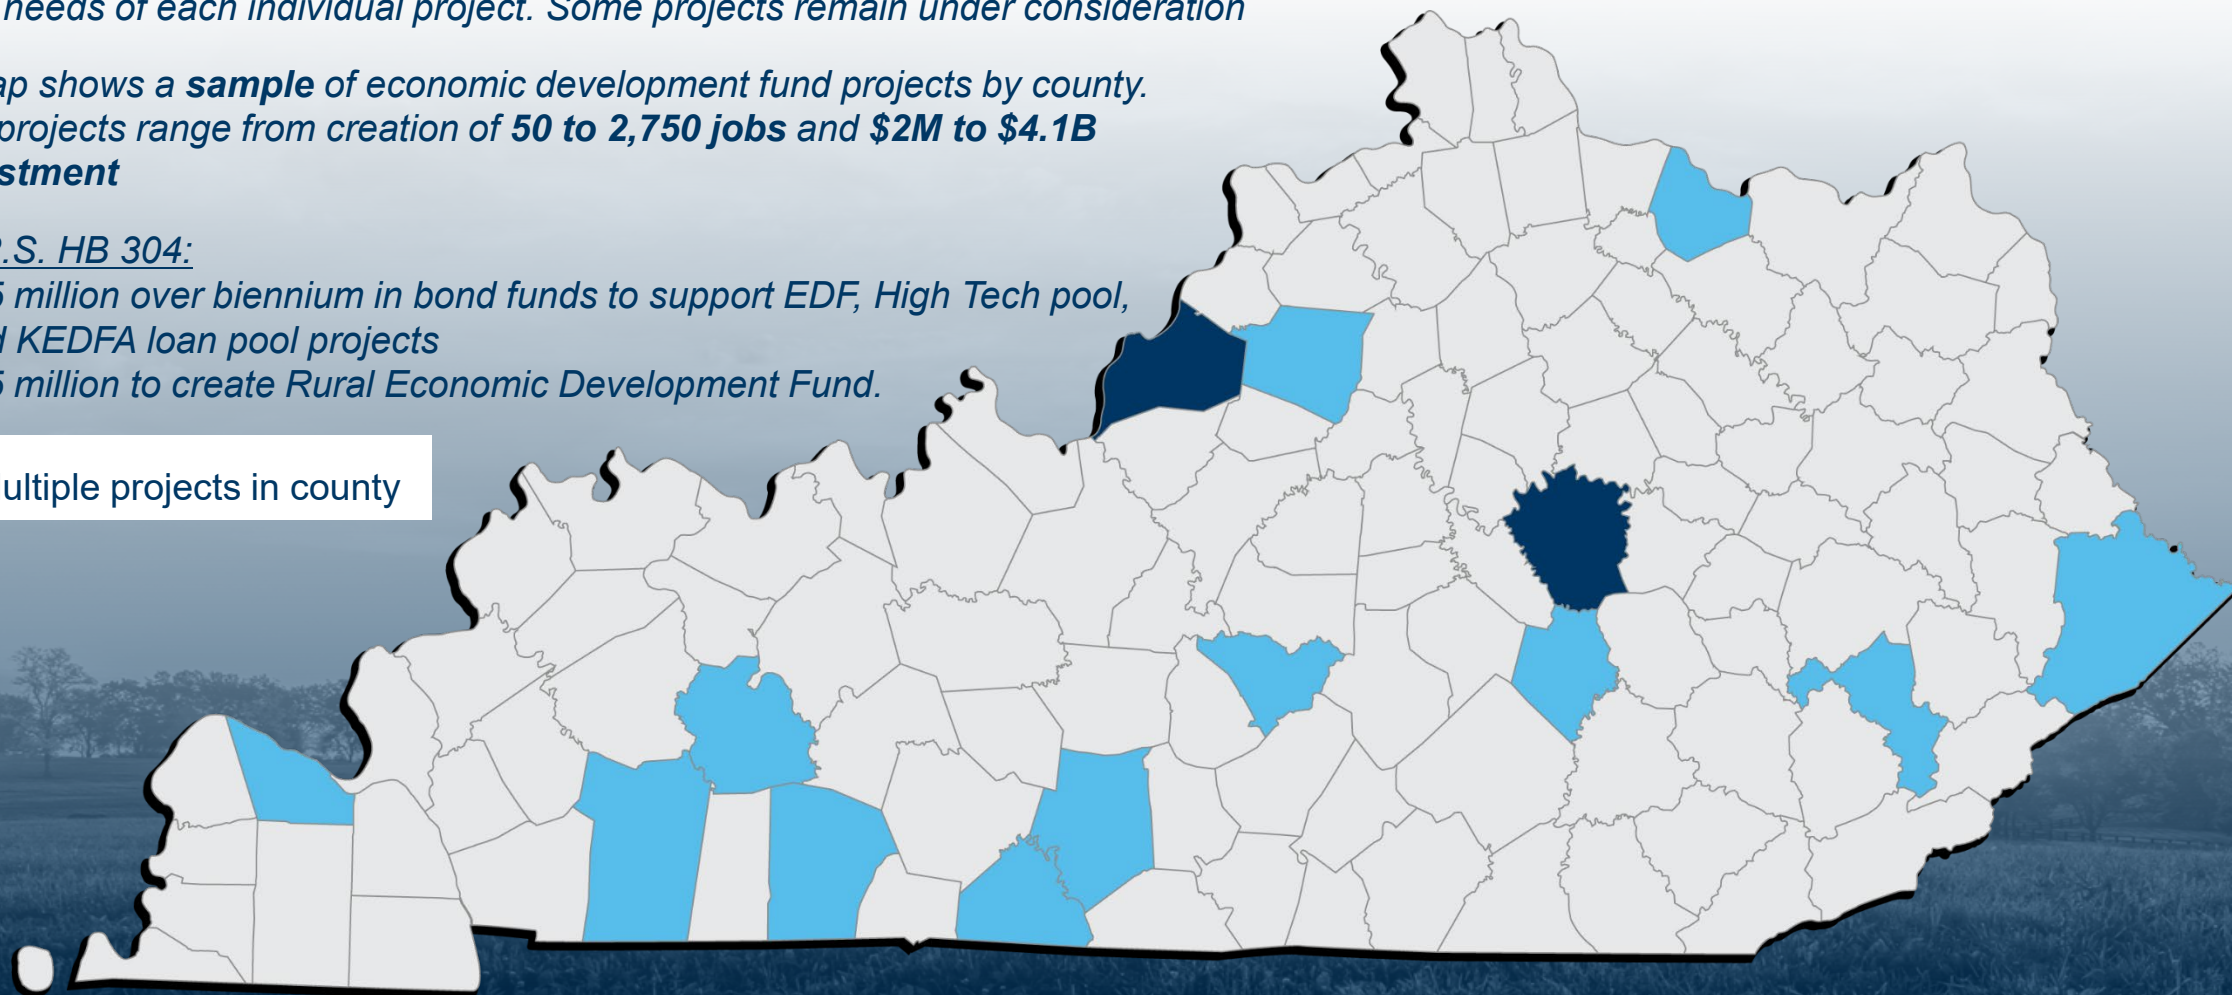 needs of each individual project. Some projects remain under consideration
ap shows a sample of economic development fund projects by county.
projects range from creation of 50 to 2,750 jobs and $2M to $4.1B
stment
.S. HB 304:
5 million over biennium in bond funds to support EDF, High Tech pool,
d KEDFA loan pool projects
5 million to create Rural Economic Development Fund.
ultiple projects in county